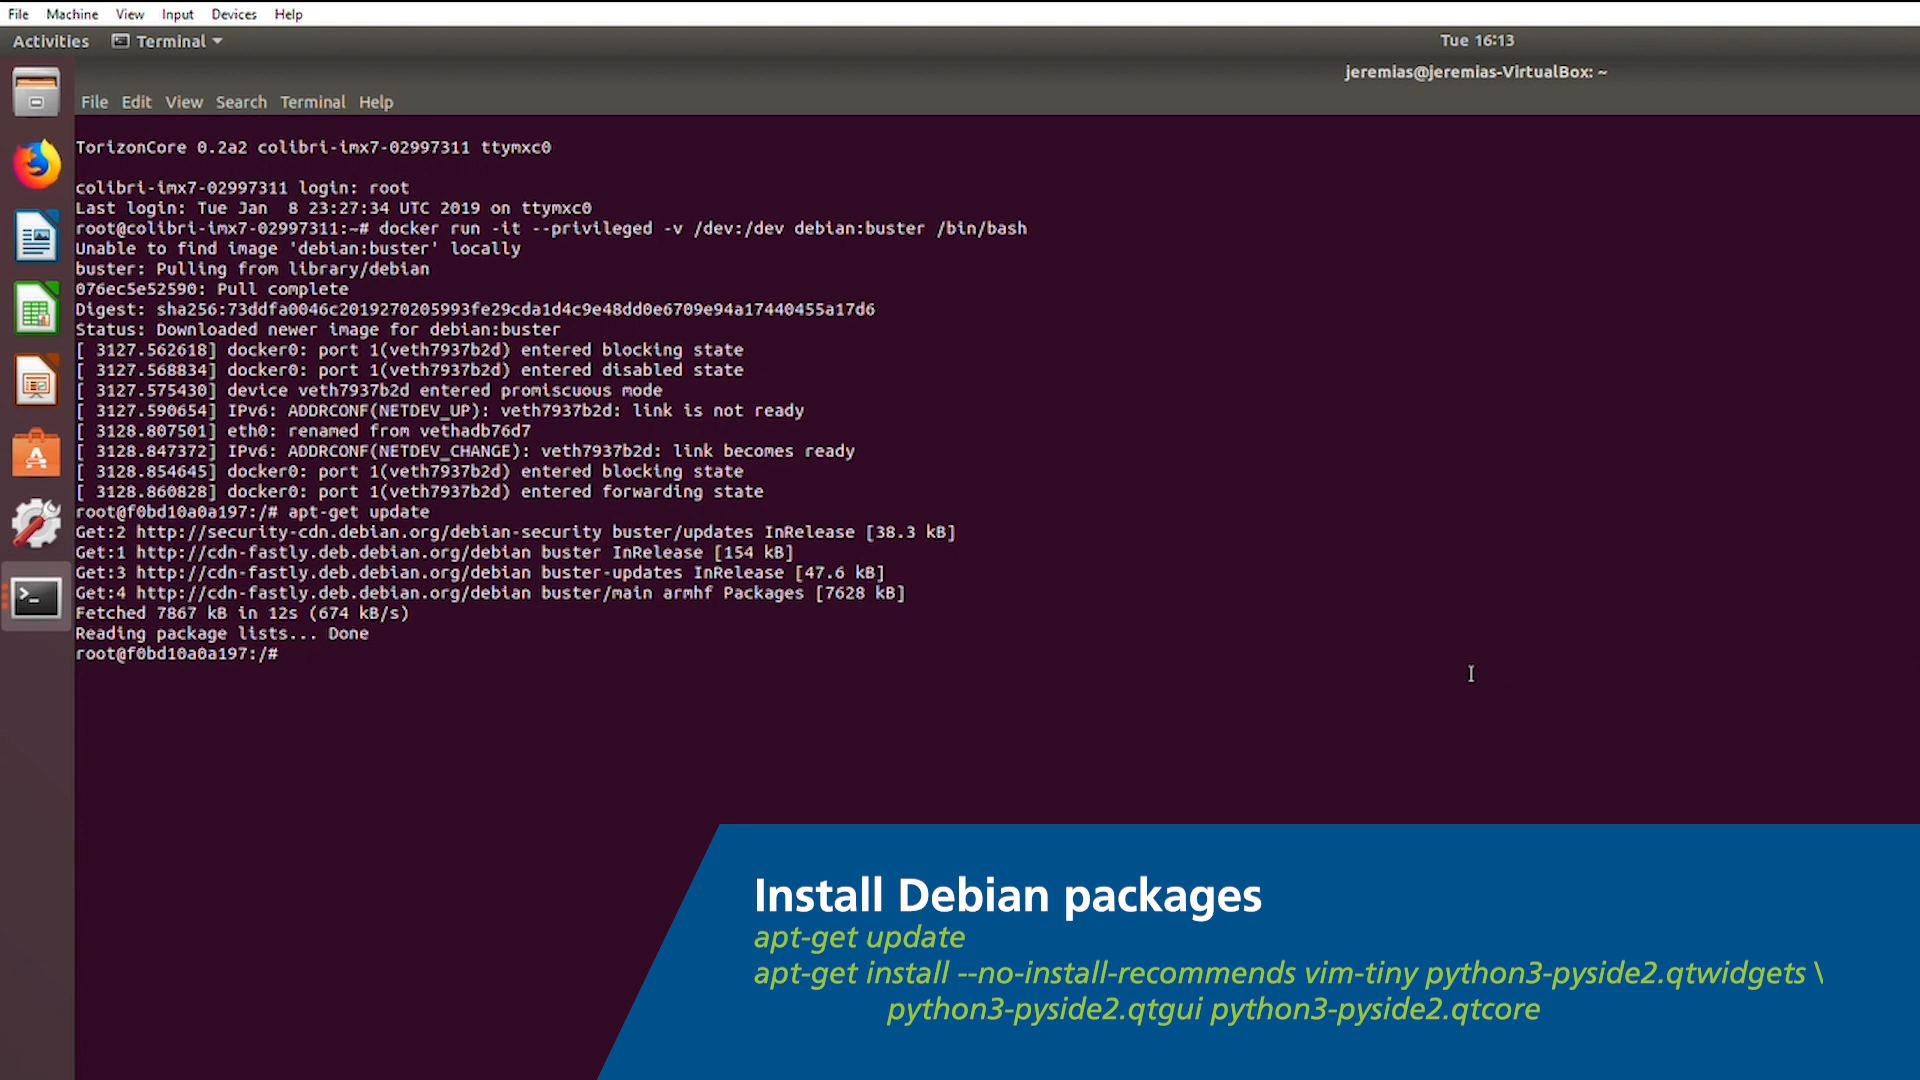 File Machine View Input Devices Help
Activities Terminal Tue 16:13
jeremias@jeremias-VirtualBox: ~
File Edit View Search Terminal Help
TorizonCore 0.2a2 colibri-imx7-02997311 ttymxc0
colibri-imx7-02997311 login: root
Last login: Tue Jan  8 23:27:34 UTC 2019 on ttymxc0
root@colibri-imx7-02997311:~# docker run -it --privileged -v /dev:/dev debian:buster /bin/bash
Unable to find image 'debian:buster' locally
buster: Pulling from library/debian
076ec5e52590: Pull complete
Digest: sha256:73ddfa0046c2019270205993fe29cda1d4c9e48dd0e6709e94a17440455a17d6
Status: Downloaded newer image for debian:buster
[ 3127.562618] docker0: port 1(veth7937b2d) entered blocking state
[ 3127.568834] docker0: port 1(veth7937b2d) entered disabled state
[ 3127.575430] device veth7937b2d entered promiscuous mode
[ 3127.590654] IPv6: ADDRCONF(NETDEV_UP): veth7937b2d: link is not ready
[ 3128.807501] eth0: renamed from vethadb76d7
[ 3128.847372] IPv6: ADDRCONF(NETDEV_CHANGE): veth7937b2d: link becomes ready
[ 3128.854645] docker0: port 1(veth7937b2d) entered blocking state
[ 3128.860828] docker0: port 1(veth7937b2d) entered forwarding state
root@f0bd10a0a197:/# apt-get update
Get:2 http://security-cdn.debian.org/debian-security buster/updates InRelease [38.3 kB]
Get:1 http://cdn-fastly.deb.debian.org/debian buster InRelease [154 kB]
Get:3 http://cdn-fastly.deb.debian.org/debian buster-updates InRelease [47.6 kB]
Get:4 http://cdn-fastly.deb.debian.org/debian buster/main armhf Packages [7628 kB]
Fetched 7867 kB in 12s (674 kB/s)
Reading package lists... Done
root@f0bd10a0a197:/#
Install Debian packages
apt-get update
apt-get install --no-install-recommends vim-tiny python3-pyside2.qtwidgets \
python3-pyside2.qtgui python3-pyside2.qtcore